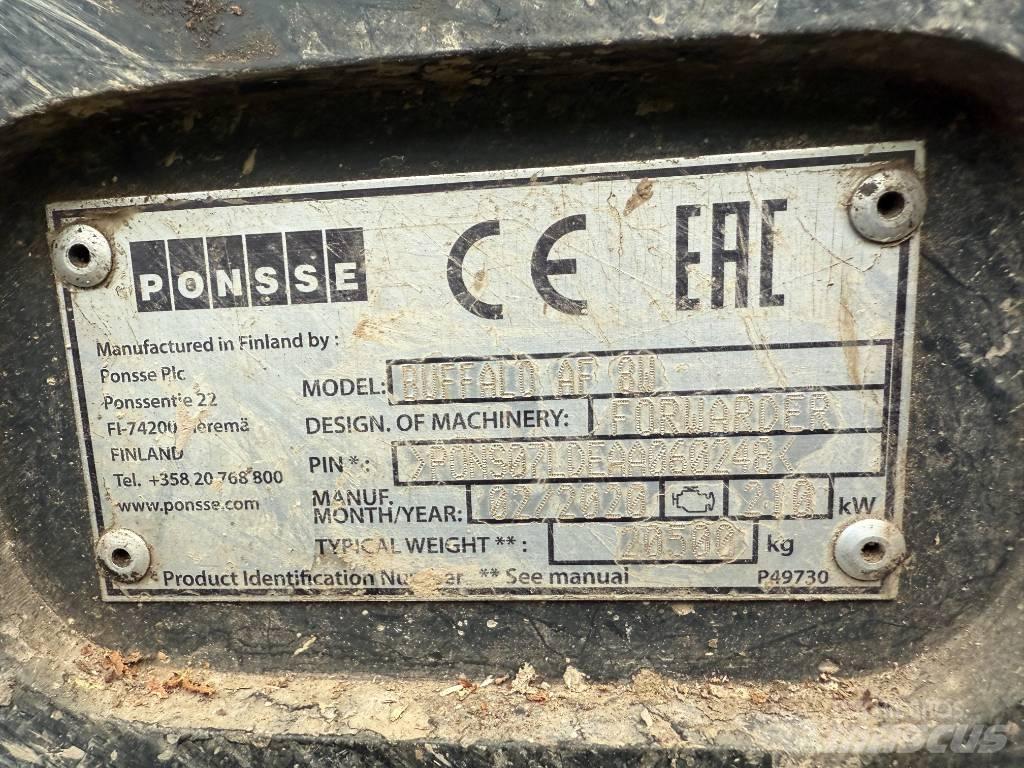 PONSSE
CE EAC
Manufactured in Finland by :
Ponsse Plc
Ponssentie 22
FI-74200
FINLAND
Tel. +358 20 768 800
www.ponsse.com
MODEL: BUFFALO AF 8W
DESIGN. OF MACHINERY: FORWARDER
PIN *.: >PONS07LDEAA060248<
MANUF. MONTH/YEAR: 02/2020 210 kW
TYPICAL WEIGHT ** : 20500 kg
* Product Identification Number ** See manual
P49730